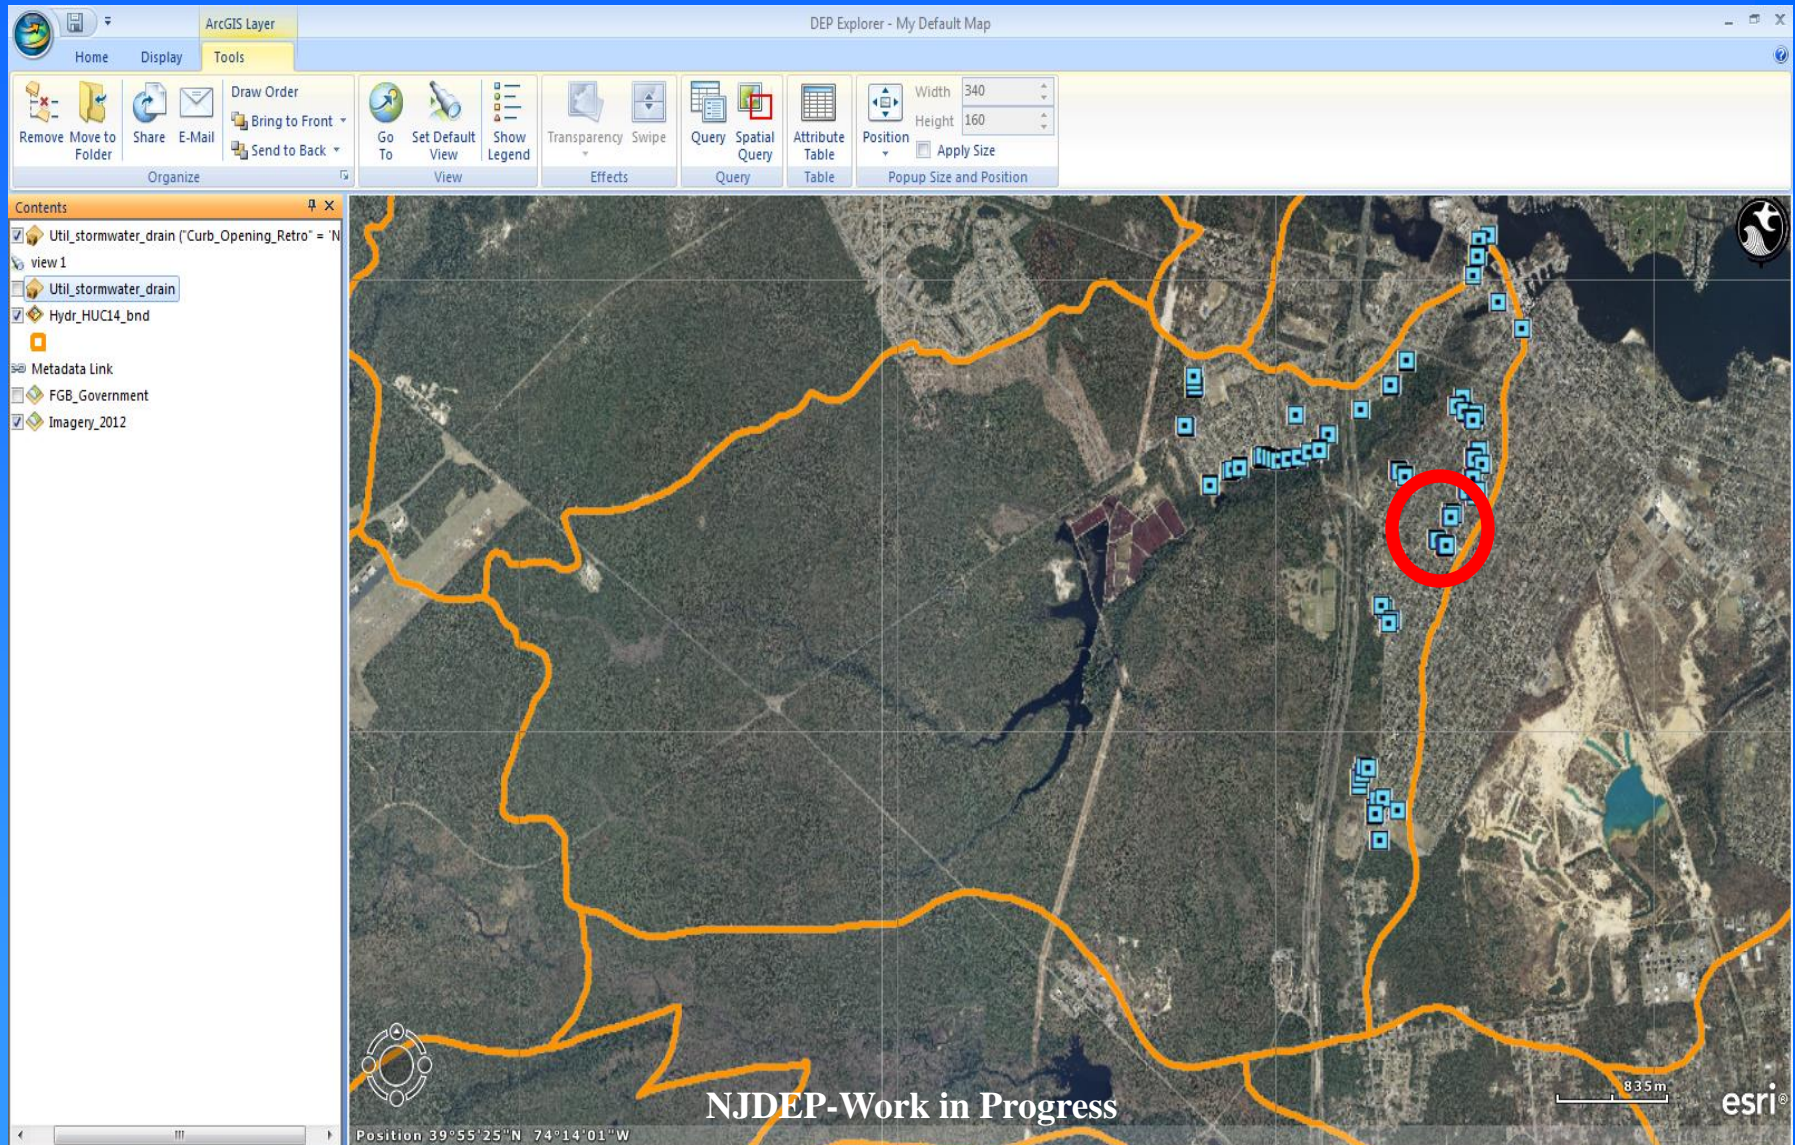 ArcGIS Layer
DEP Explorer - My Default Map
Home Display Tools
Remove
Move to Folder
Share
E-Mail
Draw Order
Bring to Front
Send to Back
Organize
Go To
Set Default View
Show Legend
View
Transparency
Swipe
Effects
Query
Spatial Query
Query
Attribute Table
Table
Position
Width 340
Height 160
Apply Size
Popup Size and Position
Contents
Util_stormwater_drain ("Curb_Opening_Retro" = 'N
view 1
Util_stormwater_drain
Hydr_HUC14_bnd
Metadata Link
FGB_Government
Imagery_2012
835m
esri
NJDEP-Work in Progress
Position 39°55'25"N 74°14'01"W